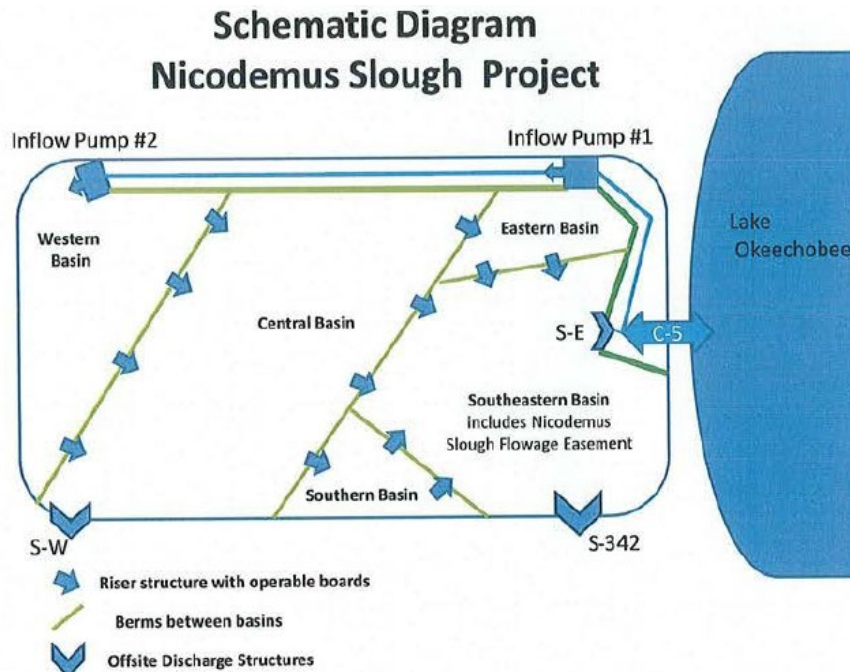 Schematic Diagram
Nicodemus Slough Project
Inflow Pump #2
Inflow Pump #1
Western
Basin
Eastern Basin
Lake
Okeechobee
Central Basin
S-E
C-5
Southeastern Basin
includes Nicodemus
Slough Flowage Easement
Southern Basin
S-W
S-342
Riser structure with operable boards
Berms between basins
Offsite Discharge Structures